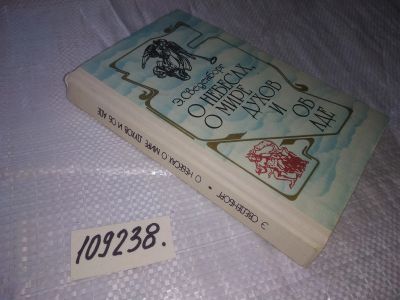 Э. Сведенборг
О НЕБЕСАХ,
О МИРЕ
ДУХОВ
И
ОБ
АДЕ
Э. СВЕДЕНБОРГ • О НЕБЕСАХ, О МИРЕ ДУХОВ И ОБ АДЕ
109238.